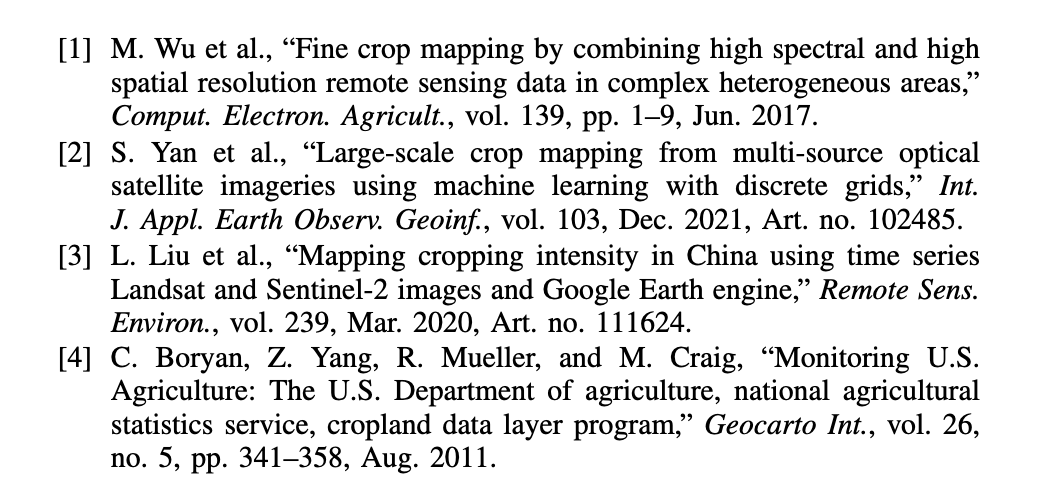 [1] M. Wu et al., “Fine crop mapping by combining high spectral and high
spatial resolution remote sensing data in complex heterogeneous areas,”
Comput. Electron. Agricult., vol. 139, pp. 1–9, Jun. 2017.
[2] S. Yan et al., “Large-scale crop mapping from multi-source optical
satellite imageries using machine learning with discrete grids,” Int.
J. Appl. Earth Observ. Geoinf., vol. 103, Dec. 2021, Art. no. 102485.
[3] L. Liu et al., “Mapping cropping intensity in China using time series
Landsat and Sentinel-2 images and Google Earth engine,” Remote Sens.
Environ., vol. 239, Mar. 2020, Art. no. 111624.
[4] C. Boryan, Z. Yang, R. Mueller, and M. Craig, “Monitoring U.S.
Agriculture: The U.S. Department of agriculture, national agricultural
statistics service, cropland data layer program,” Geocarto Int., vol. 26,
no. 5, pp. 341–358, Aug. 2011.